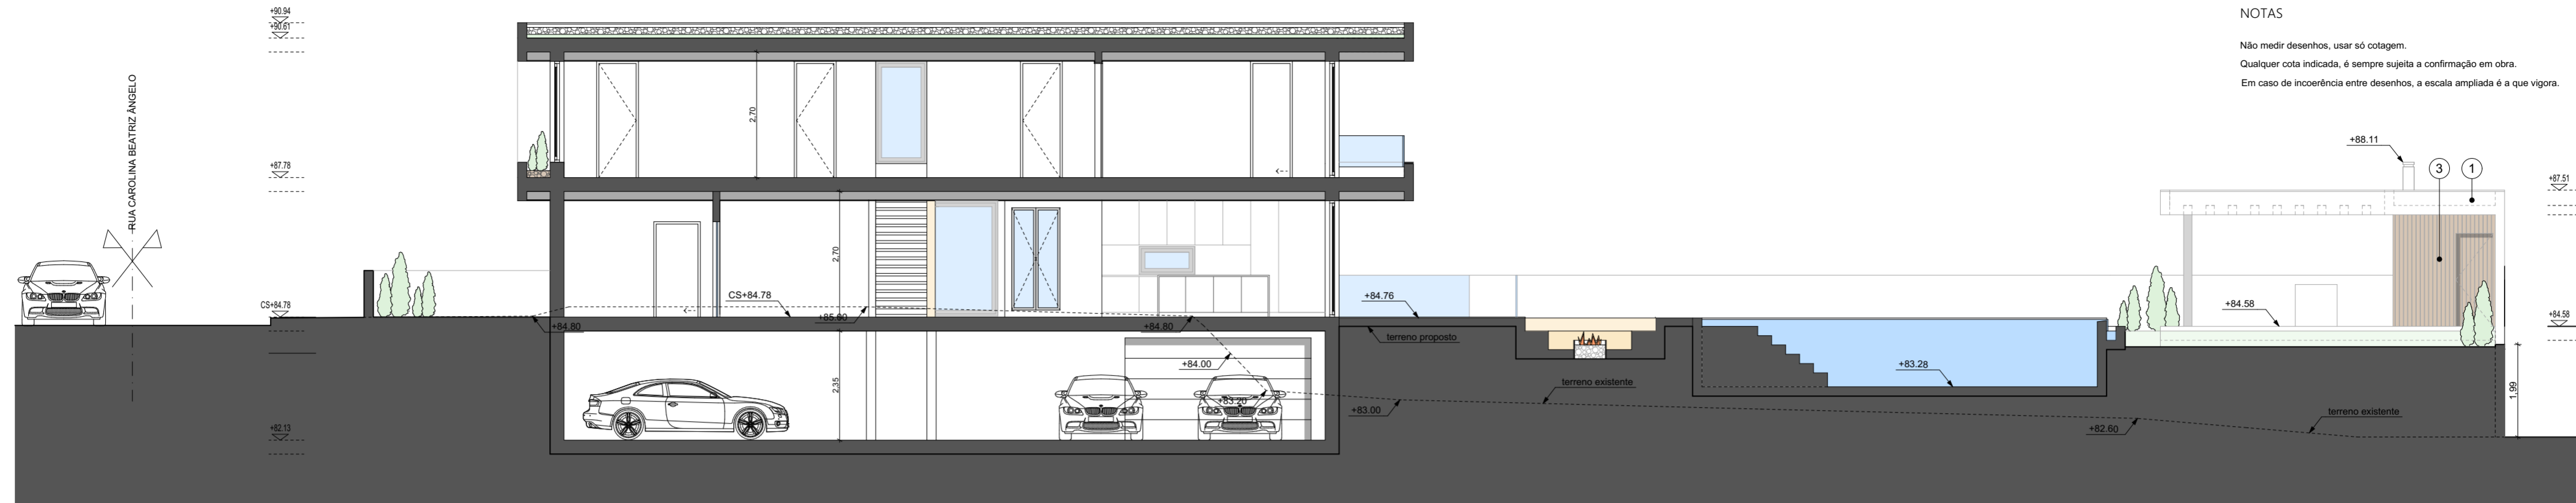 NOTAS
Não medir desenhos, usar só cotagem.
Qualquer cota indicada, é sempre sujeita a confirmação em obra.
Em caso de incoerência entre desenhos, a escala ampliada é a que vigora.
+90.94
+90.61
RUA CAROLINA BEATRIZ ÂNGELO
2,70
+87.78
+88.11
3
1
+87.51
2,70
CS+84.78
CS+84.78
+85.00
+84.80
+84.80
+84.76
terreno proposto
+84.58
+84.58
+84.00
+83.20
+83.00
terreno existente
+83.28
2,35
1,99
+82.13
+82.60
terreno existente